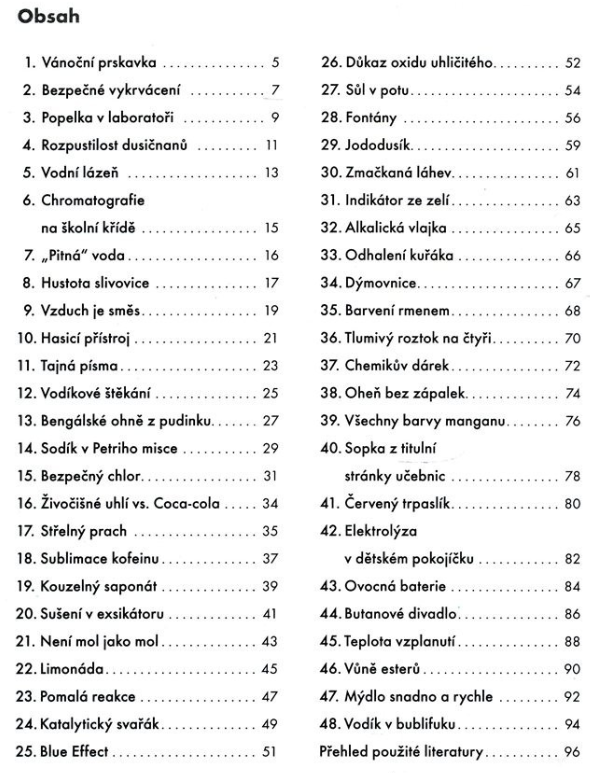 Obsah
1. Vánoční prskavka ............... 5
2. Bezpečné vykrvácení ........... 7
3. Popelka v laboratoři ............ 9
4. Rozpustilost dusičnanů ......... 11
5. Vodní lázeň ..................... 13
6. Chromatografie
na školní křídě ................. 15
7. „Pitná“ voda.................... 16
8. Hustota slivovice ............... 17
9. Vzduch je směs.................. 19
10. Hasicí přístroj ................... 21
11. Tajná písma..................... 23
12. Vodíkové štěkání ............... 25
13. Bengálské ohně z pudinku....... 27
14. Sodík v Petriho misce ........... 29
15. Bezpečný chlor.................. 31
16. Živočišné uhlí vs. Coca-cola ..... 34
17. Střelný prach ................... 35
18. Sublimace kofeinu............... 37
19. Kouzelný saponát ............... 39
20. Sušení v exsikátoru ............. 41
21. Není mol jako mol............... 43
22. Limonáda....................... 45
23. Pomalá reakce .................. 47
24. Katalytický svařák............... 49
25. Blue Effect ...................... 51
26. Důkaz oxidu uhličitého.......... 52
27. Sůl v potu....................... 54
28. Fontány ........................ 56
29. Jododusík....................... 59
30. Zmačkaná láhev................. 61
31. Indikátor ze zelí................. 63
32. Alkalická vlajka ................. 65
33. Odhalení kuřáka ................ 66
34. Dýmovnice...................... 67
35. Barvení rmenem................. 68
36. Tlumivý roztok na čtyři........... 70
37. Chemikův dárek ................. 72
38. Oheň bez zápalek............... 74
39. Všechny barvy manganu........ 76
40. Sopka z titulní
stránky učebnic ................. 78
41. Červený trpaslík................. 80
42. Elektrolýza
v dětském pokojíčku ............ 82
43. Ovocná baterie ................. 84
44. Butanové divadlo................ 86
45. Teplota vzplanutí................ 88
46. Vůně esterů ..................... 90
47. Mýdlo snadno a rychle .......... 92
48. Vodík v bublifuku................ 94
Přehled použité literatury........... 96